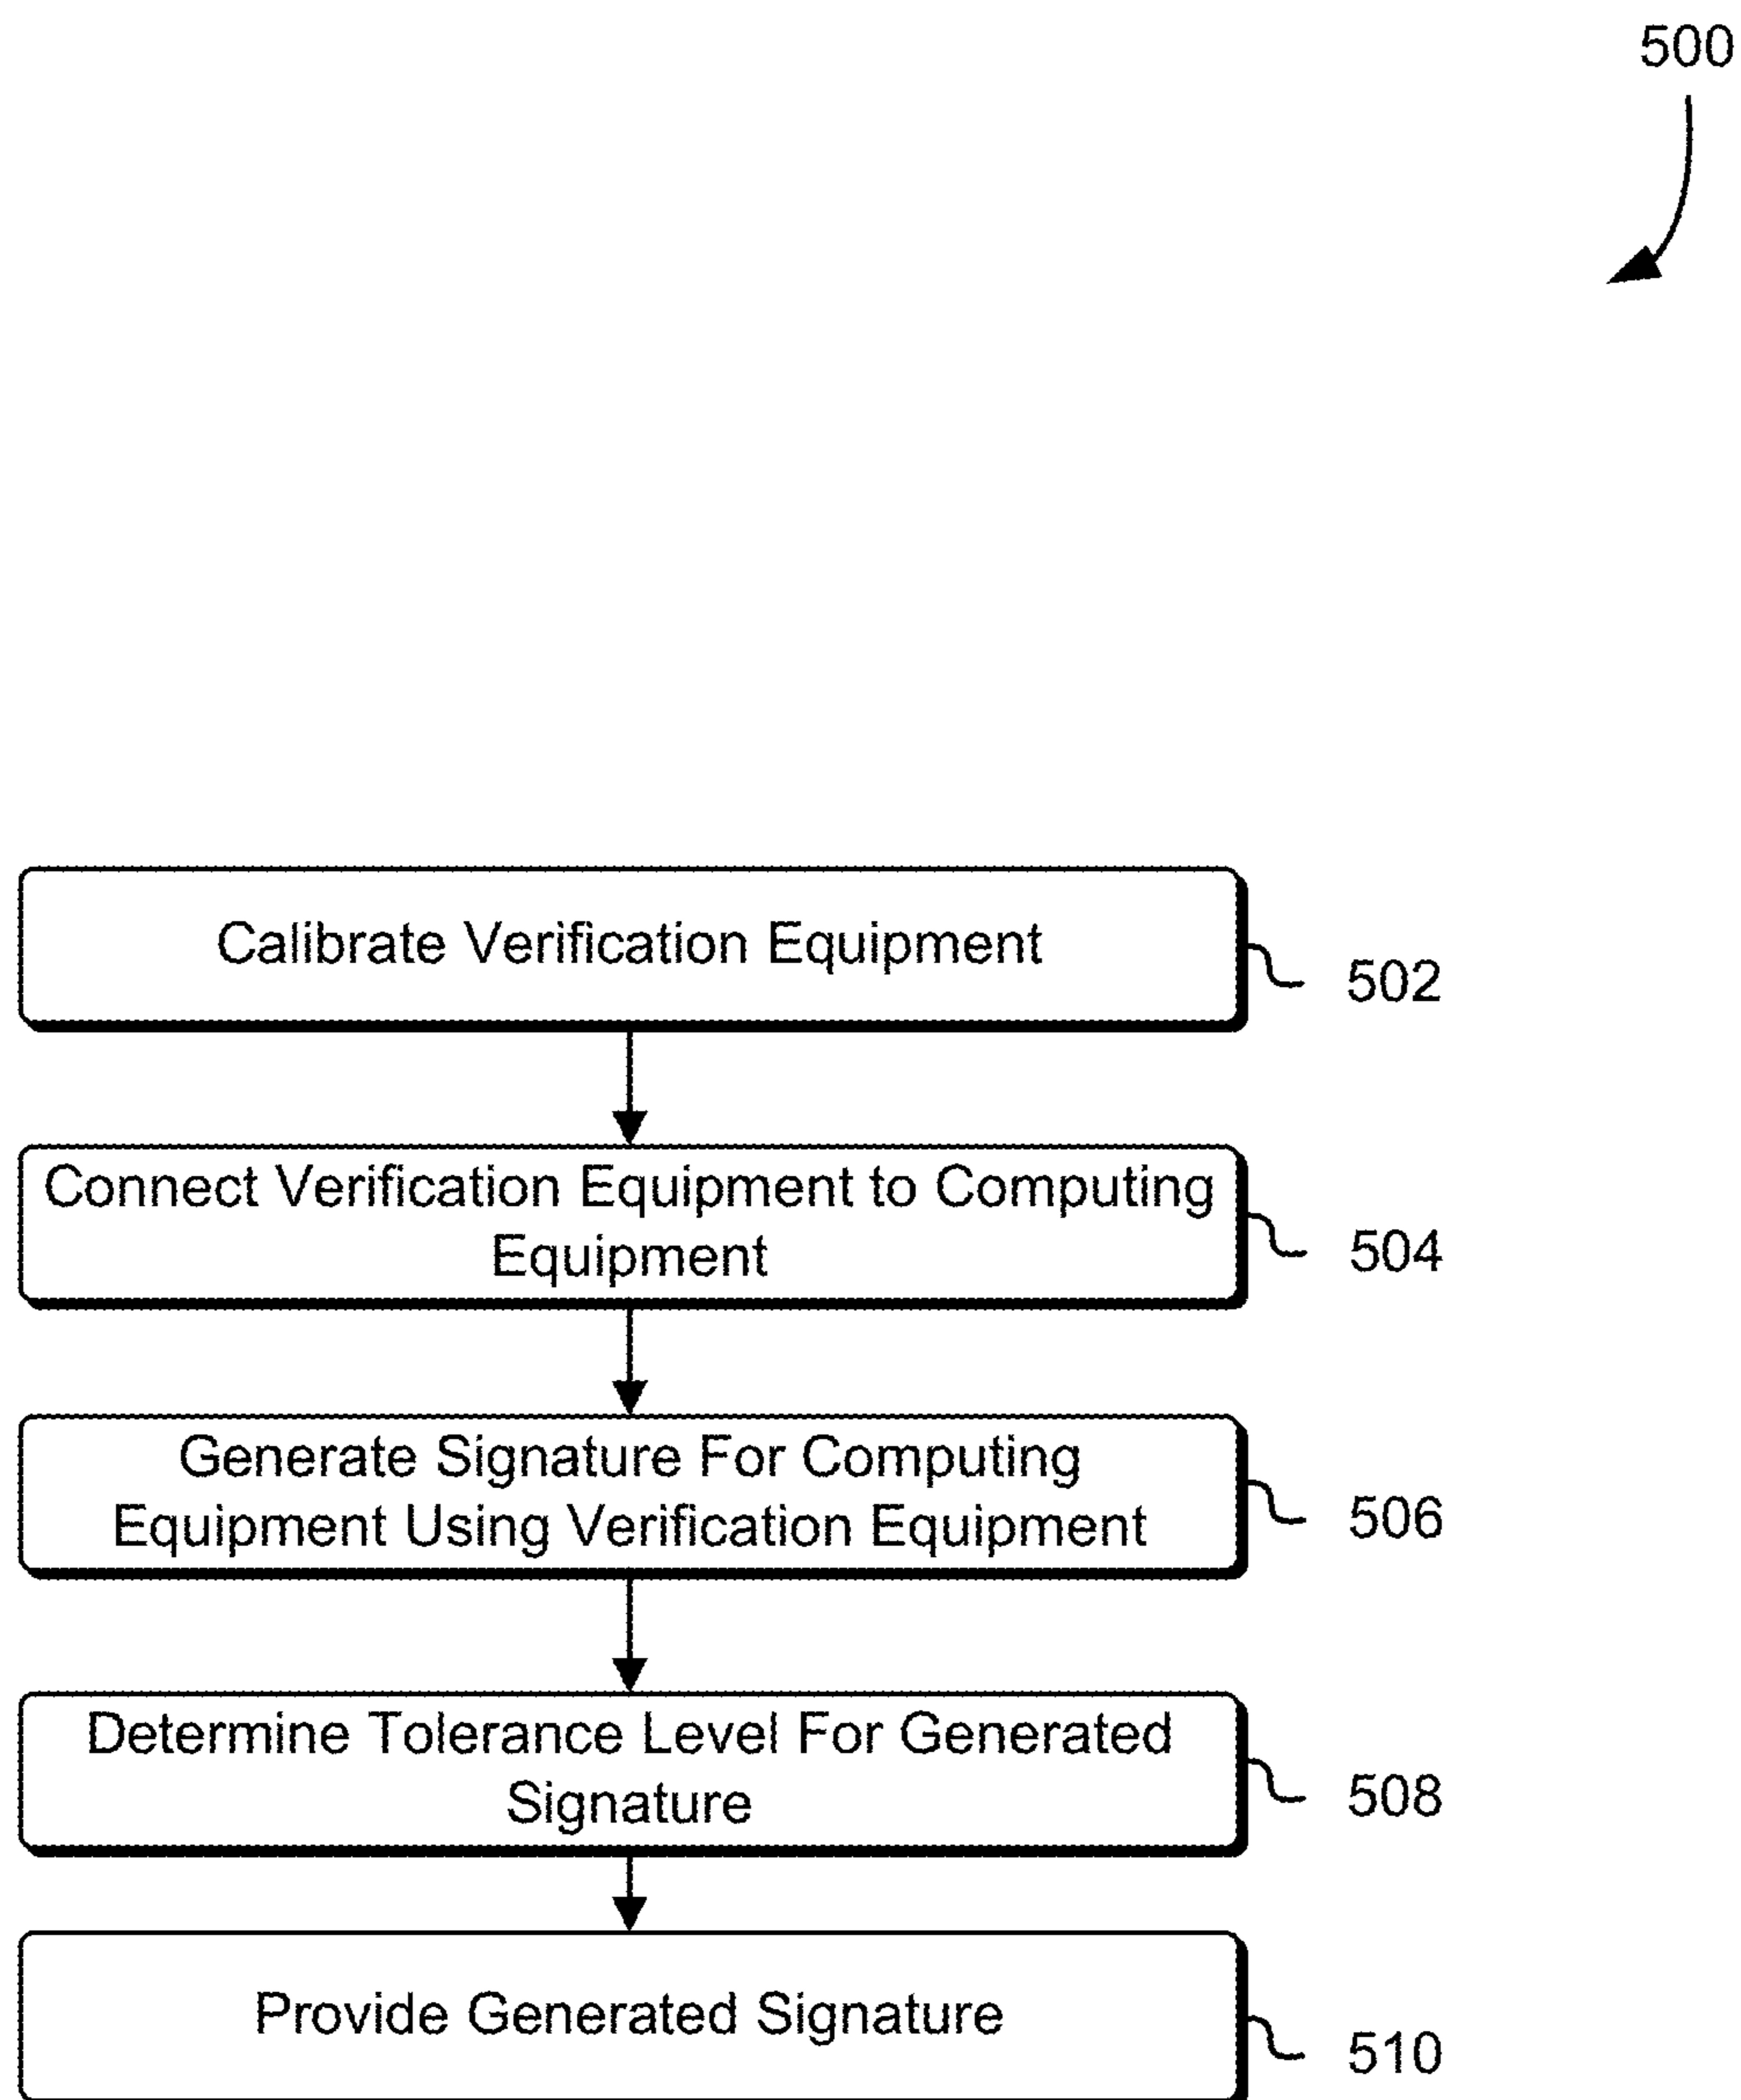 500
Calibrate Verification Equipment
502
Connect Verification Equipment to Computing
Equipment
504
Generate Signature For Computing
Equipment Using Verification Equipment
506
Determine Tolerance Level For Generated
Signature
508
Provide Generated Signature
510